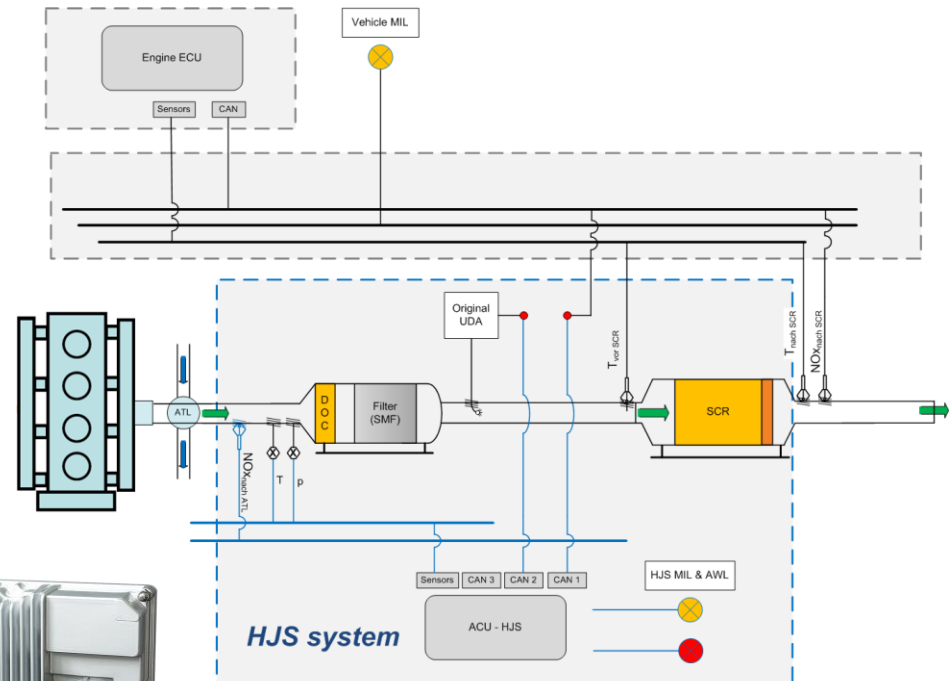 Vehicle MIL
Engine ECU
Sensors
CAN
Original
UDA
T vor SCR
T nach SCR
NOx nach SCR
ATL
D
O
C
Filter
(SMF)
SCR
NOx nach ATL
T
p
Sensors
CAN 3
CAN 2
CAN 1
HJS MIL & AWL
ACU - HJS
HJS system